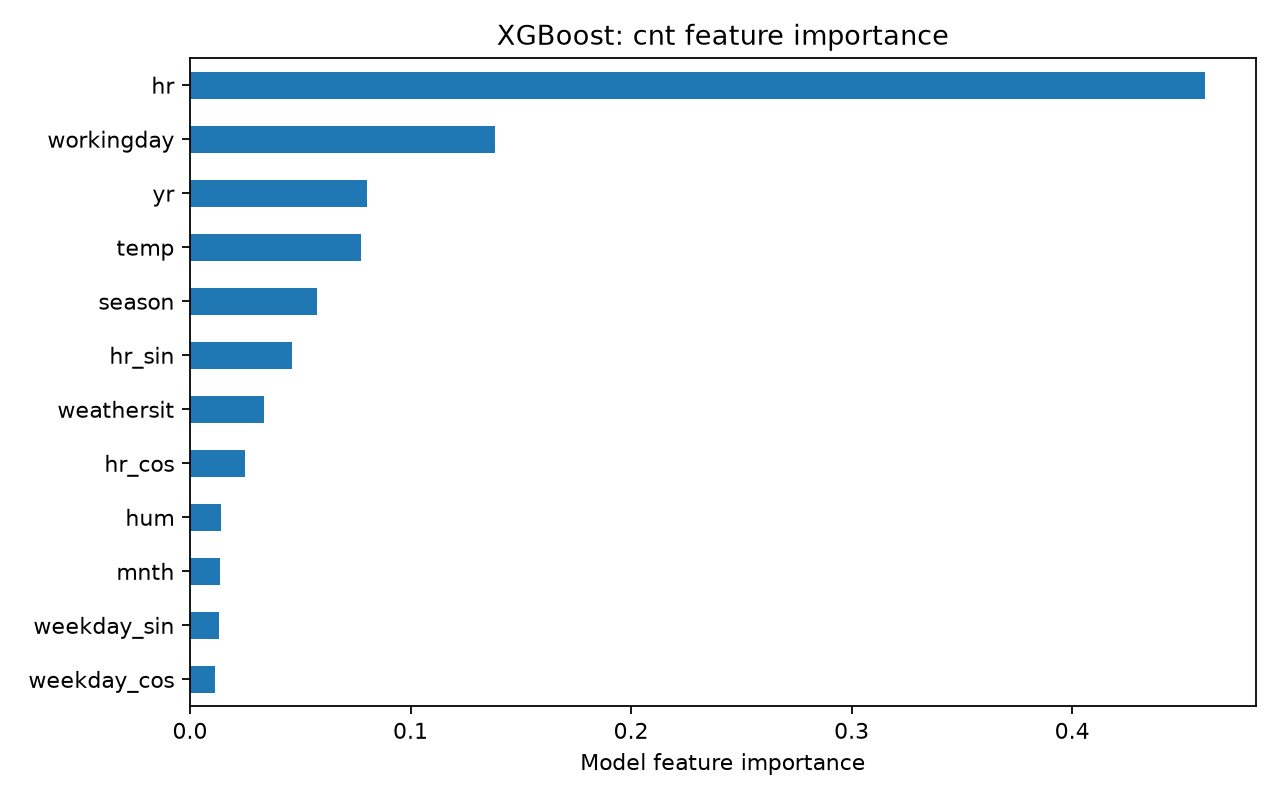 XGBoost: cnt feature importance
hr
workingday
yr
temp
season
hr_sin
weathersit
hr_cos
hum
mnth
weekday_sin
weekday_cos
0.0 0.1 0.2 0.3 0.4
Model feature importance